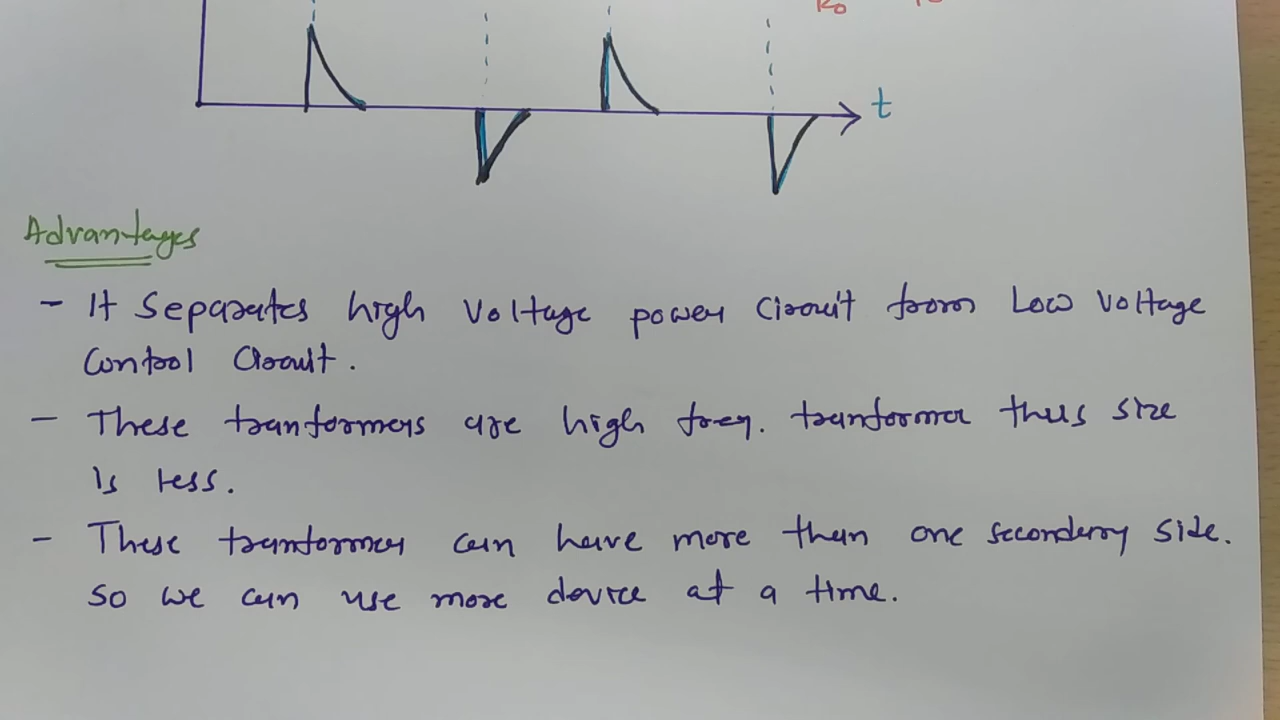 t
Advantages
- It Separates high Voltage power Circuit from Low Voltage
Control Circuit.
- These tranformers are high freq. tranformer thus size
is less.
- These tranformer can have more than one secondary side.
so we can use more device at a time.